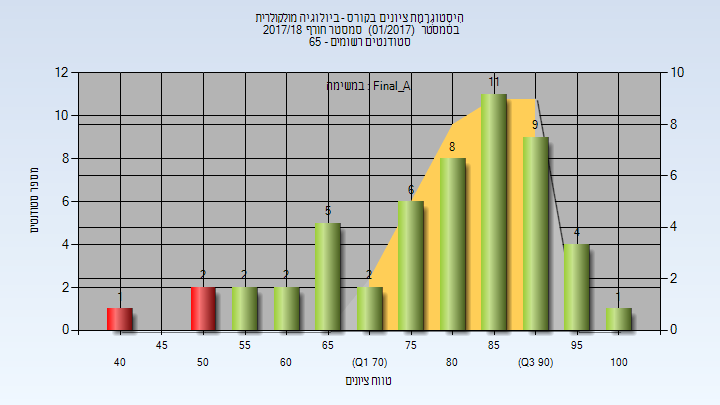 הִיסְטוֹגְרָמַת ציונים בקורס - ביולוגיה מולקולרית
בסמסטר (01/2017) סמסטר חורף 2017/18
סטודנטים רשומים - 65
במשימה : Final_A
12 10 8 6 4 2 0
10 8 6 4 2 0
מספר סטודנטים
1 2 2 2 5 2 6 8 11 9 4 1
45 55 65 75 85 95
40 50 60 (Q1 70) 80 (Q3 90) 100
טווח ציונים